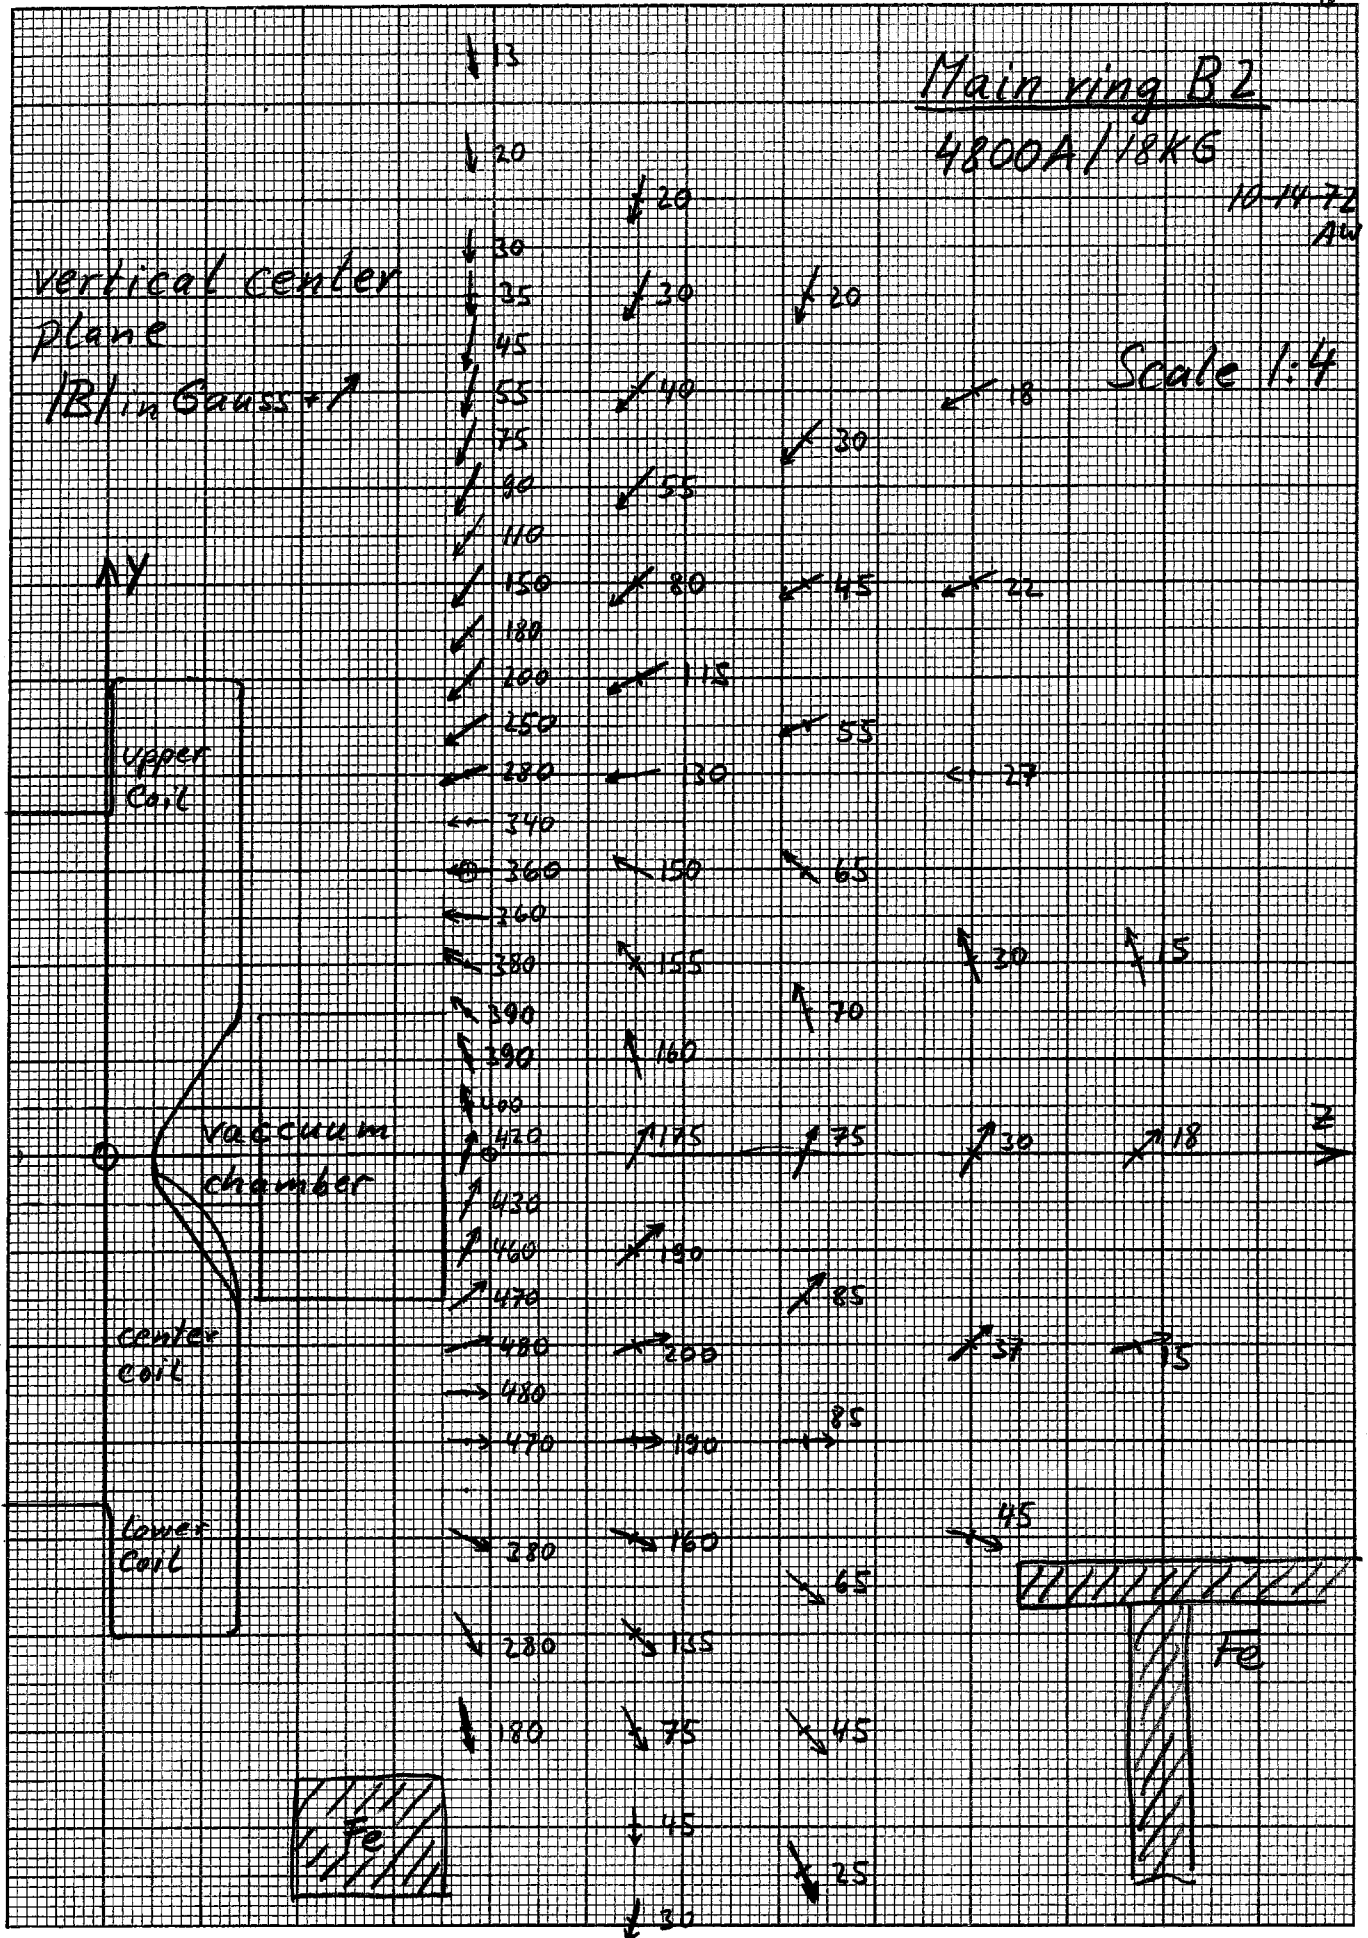 Main ring B2
4800A/18KG
10-14-72
AW
vertical center
plane
/B/ in Gauss + ↗
Scale 1:4
13
20
20
30
35 30 20
45
55 40 18
75 30
90 55
110
y
150 80 45 22
180
200 115
250 55
upper
Coil
280 130 27
340
360 150 65
360
380 155 30 15
390 70
390 160
400
vaccuum
chamber
420 175 75 30 18
z
430
460 190
470 85
center
coil
480 200 37 15
480
470 190 85
Lower
Coil
380 160 45
65
280 135
Fe
180 75 45
Fe
45
25
30